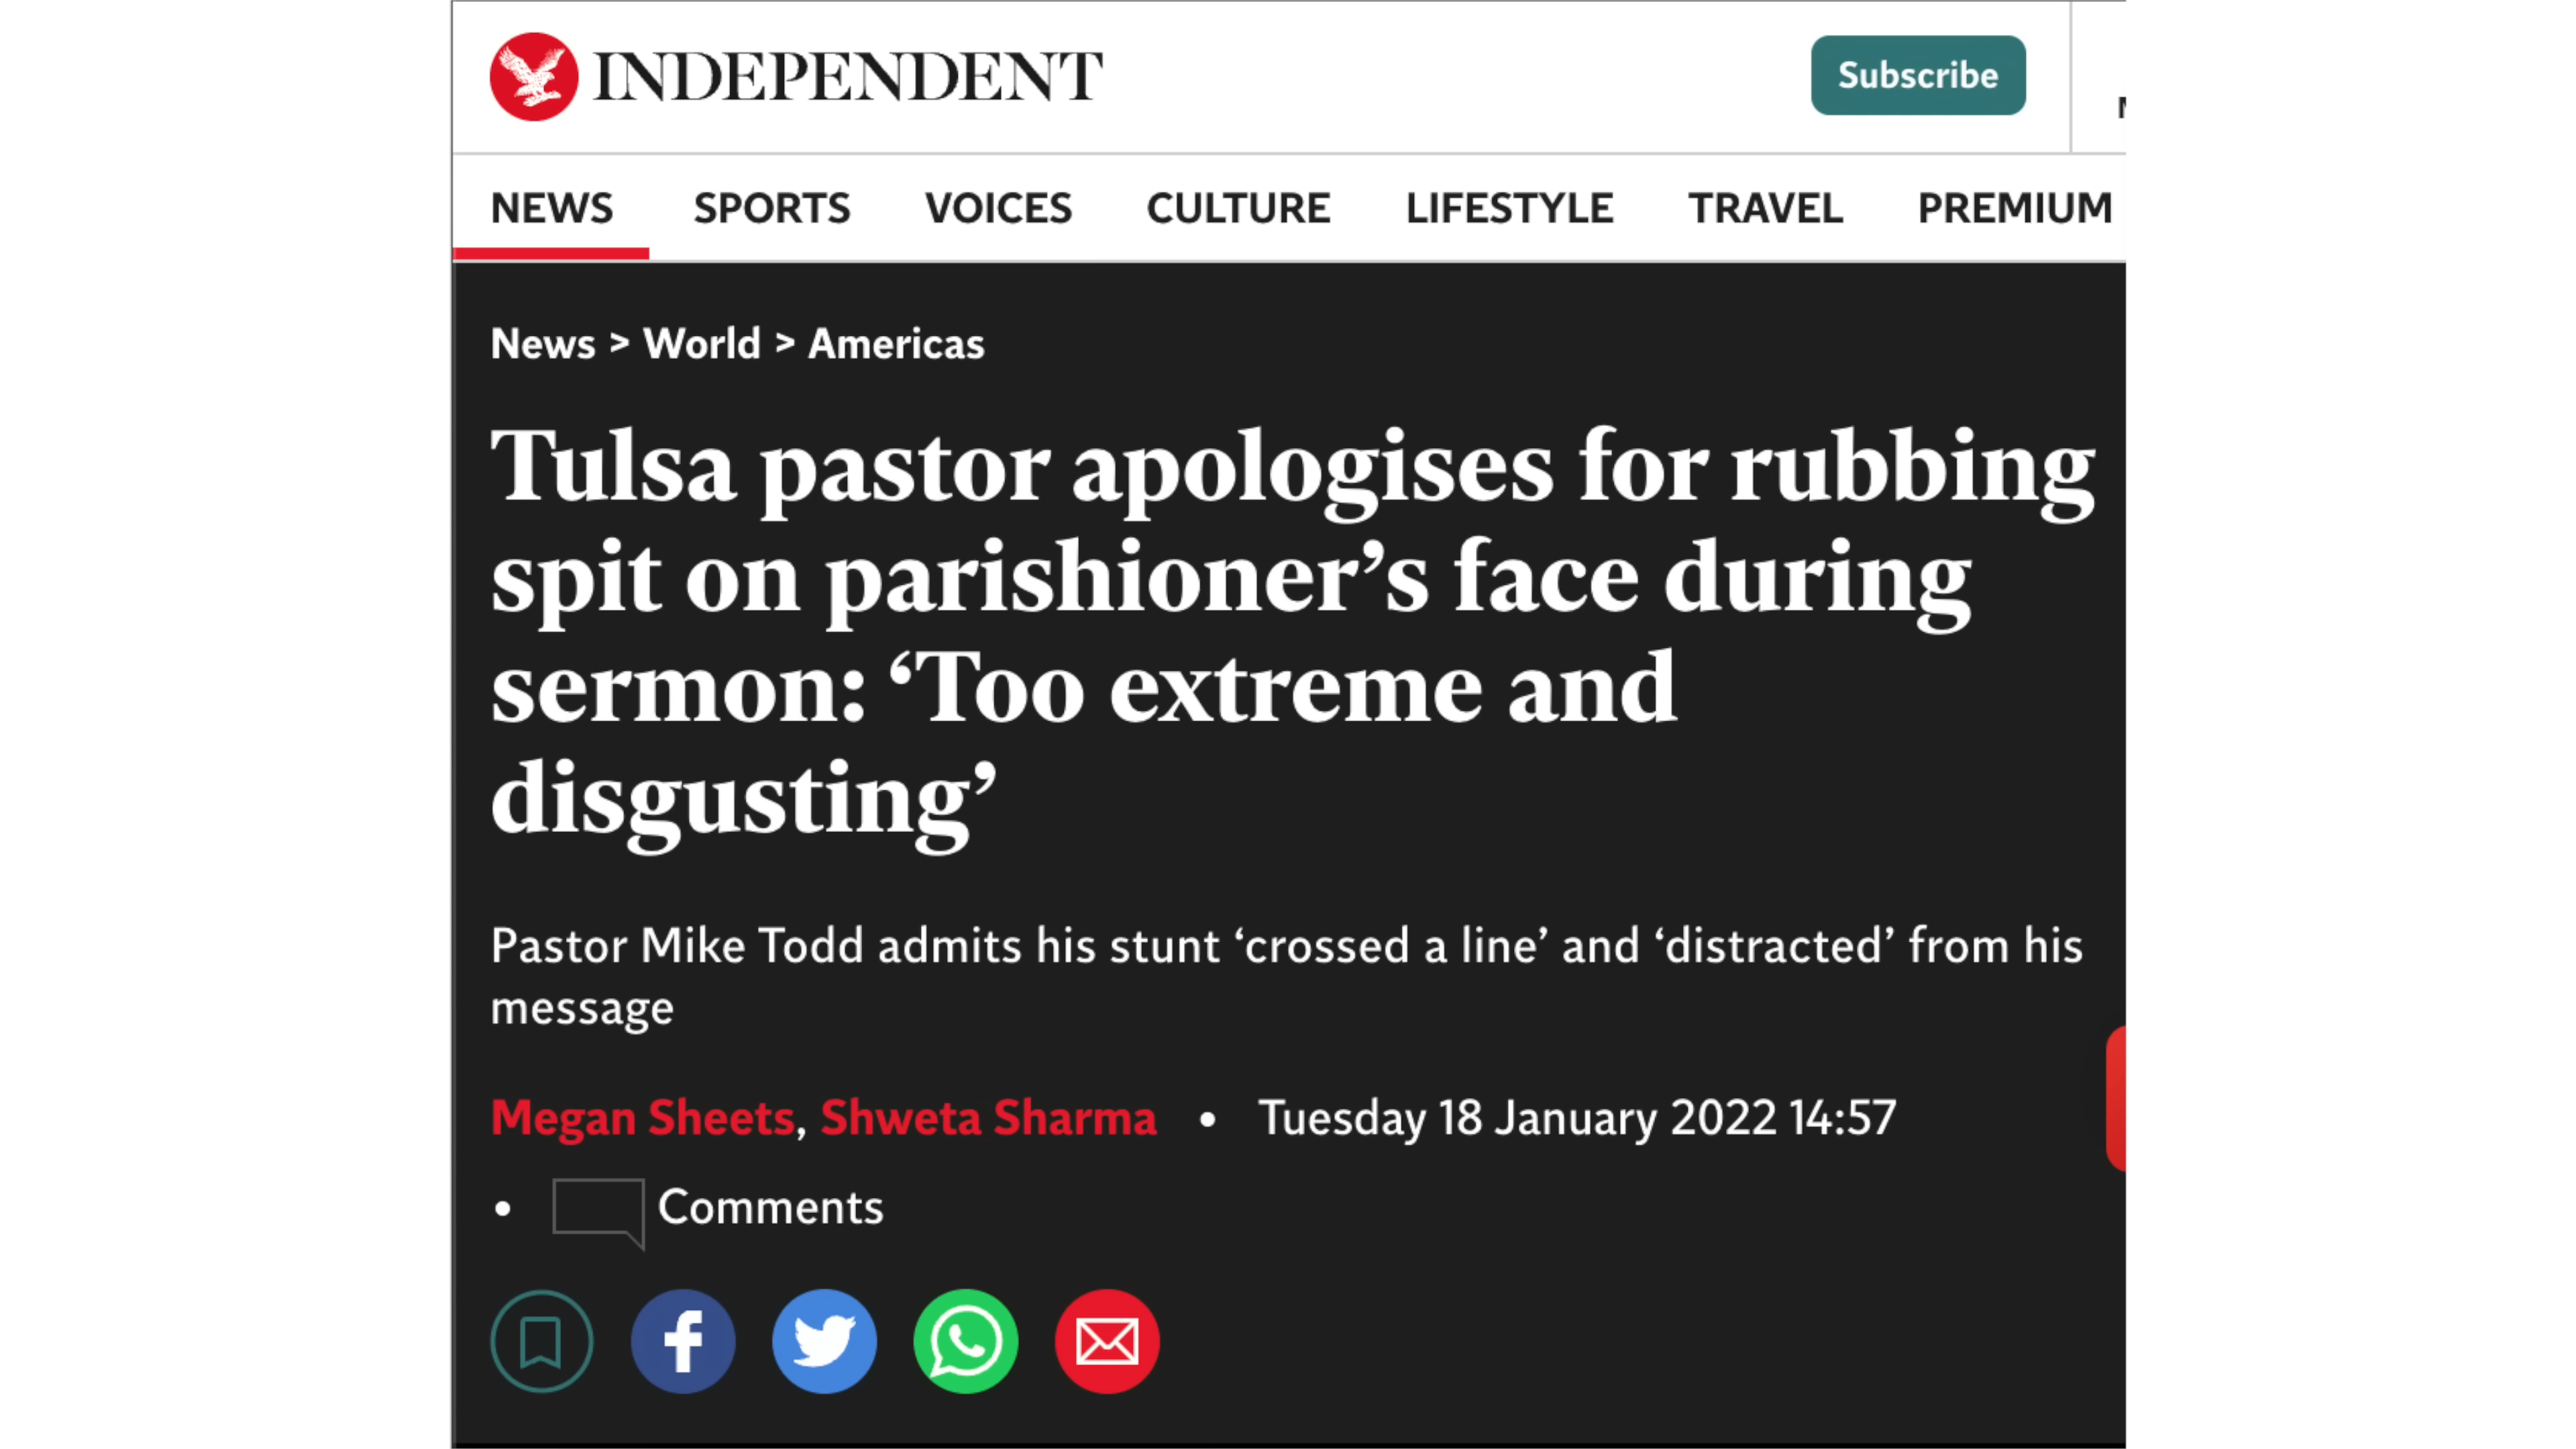 INDEPENDENT
Subscribe
NEWS SPORTS VOICES CULTURE LIFESTYLE TRAVEL PREMIUM
News > World > Americas
Tulsa pastor apologises for rubbing
spit on parishioner’s face during
sermon: ‘Too extreme and
disgusting’
Pastor Mike Todd admits his stunt ‘crossed a line’ and ‘distracted’ from his
message
Megan Sheets, Shweta Sharma • Tuesday 18 January 2022 14:57
• Comments